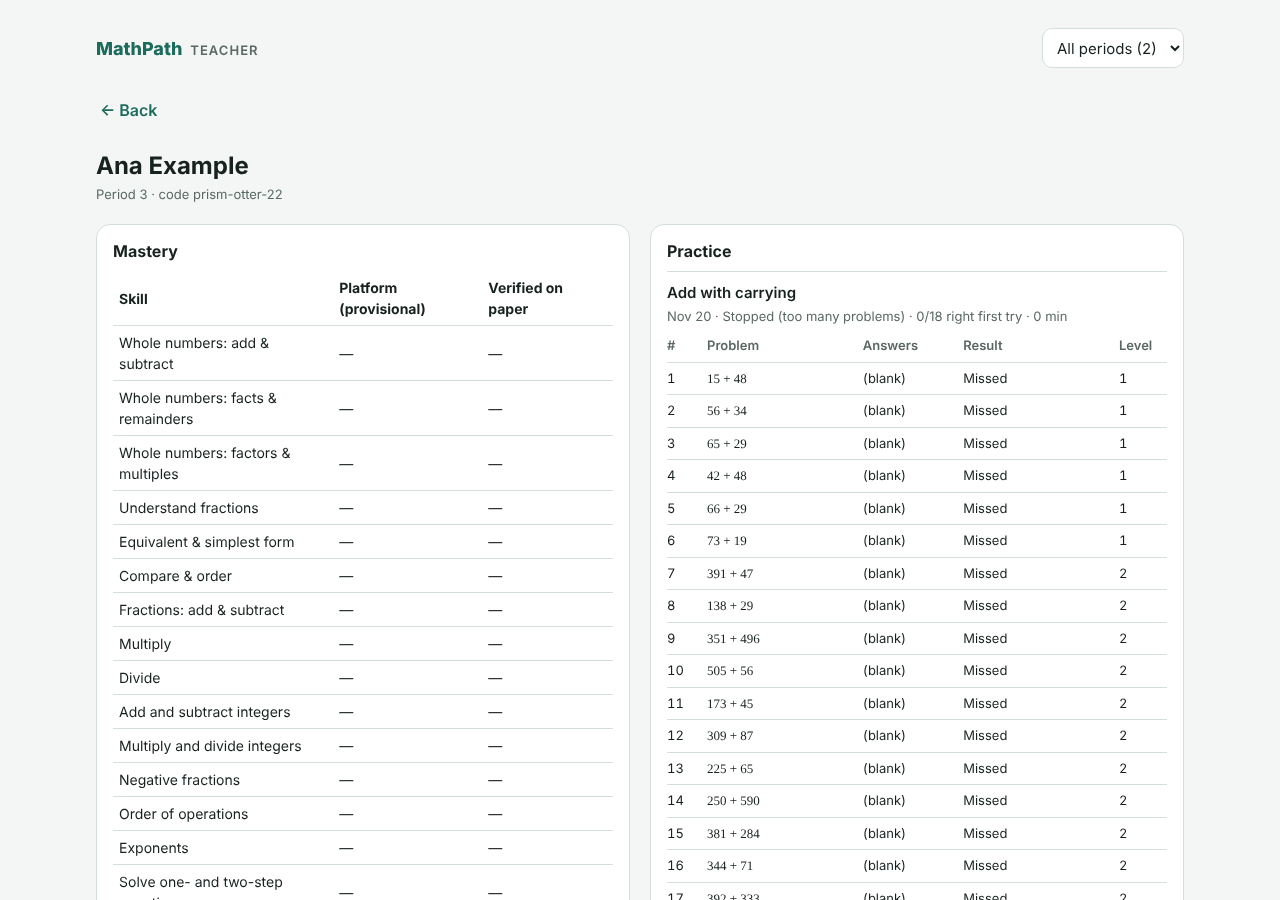 MathPath TEACHER
All periods (2)
← Back
Ana Example
Period 3 · code prism-otter-22
Mastery
Skill Platform (provisional) Verified on paper
Whole numbers: add & subtract — —
Whole numbers: facts & remainders — —
Whole numbers: factors & multiples — —
Understand fractions — —
Equivalent & simplest form — —
Compare & order — —
Fractions: add & subtract — —
Multiply — —
Divide — —
Add and subtract integers — —
Multiply and divide integers — —
Negative fractions — —
Order of operations — —
Exponents — —
Solve one- and two-step — —
Practice
Add with carrying
Nov 20 · Stopped (too many problems) · 0/18 right first try · 0 min
# Problem Answers Result Level
1 15 + 48 (blank) Missed 1
2 56 + 34 (blank) Missed 1
3 65 + 29 (blank) Missed 1
4 42 + 48 (blank) Missed 1
5 66 + 29 (blank) Missed 1
6 73 + 19 (blank) Missed 1
7 391 + 47 (blank) Missed 2
8 138 + 29 (blank) Missed 2
9 351 + 496 (blank) Missed 2
10 505 + 56 (blank) Missed 2
11 173 + 45 (blank) Missed 2
12 309 + 87 (blank) Missed 2
13 225 + 65 (blank) Missed 2
14 250 + 590 (blank) Missed 2
15 381 + 284 (blank) Missed 2
16 344 + 71 (blank) Missed 2
17 392 + 333 (blank) Missed 2